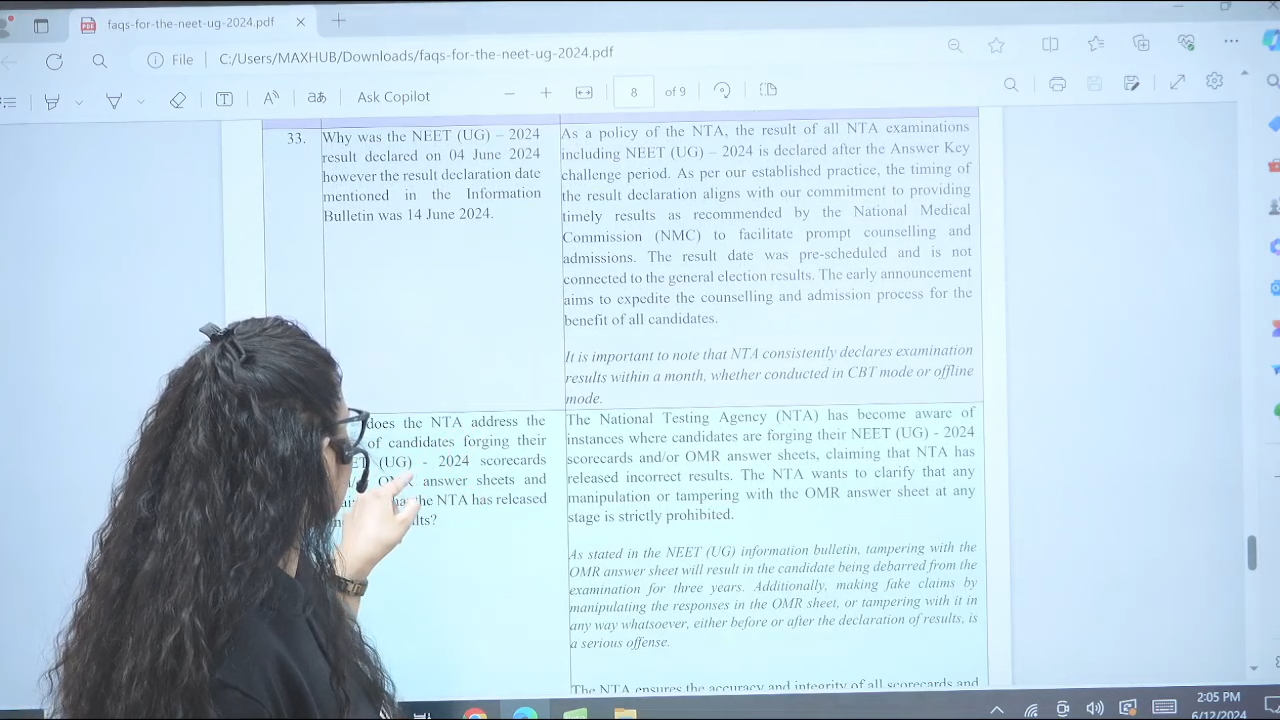 faqs-for-the-neet-ug-2024.pdf
File C:/Users/MAXHUB/Downloads/faqs-for-the-neet-ug-2024.pdf
Ask Copilot
8 of 9
33.
Why was the NEET (UG) – 2024
result declared on 04 June 2024
however the result declaration date
mentioned in the Information
Bulletin was 14 June 2024.
As a policy of the NTA, the result of all NTA examinations
including NEET (UG) – 2024 is declared after the Answer Key
challenge period. As per our established practice, the timing of
the result declaration aligns with our commitment to providing
timely results as recommended by the National Medical
Commission (NMC) to facilitate prompt counselling and
admissions. The result date was pre-scheduled and is not
connected to the general election results. The early announcement
aims to expedite the counselling and admission process for the
benefit of all candidates.
It is important to note that NTA consistently declares examination
results within a month, whether conducted in CBT mode or offline
mode.
does the NTA address the
of candidates forging their
(UG) - 2024 scorecards
answer sheets and
the NTA has released
The National Testing Agency (NTA) has become aware of
instances where candidates are forging their NEET (UG) - 2024
scorecards and/or OMR answer sheets, claiming that NTA has
released incorrect results. The NTA wants to clarify that any
manipulation or tampering with the OMR answer sheet at any
stage is strictly prohibited.
As stated in the NEET (UG) information bulletin, tampering with the
OMR answer sheet will result in the candidate being debarred from the
examination for three years. Additionally, making fake claims by
manipulating the responses in the OMR sheet, or tampering with it in
any way whatsoever, either before or after the declaration of results, is
a serious offense.
The NTA ensures the accuracy and integrity of all scorecards and
2:05 PM
6/12/2024